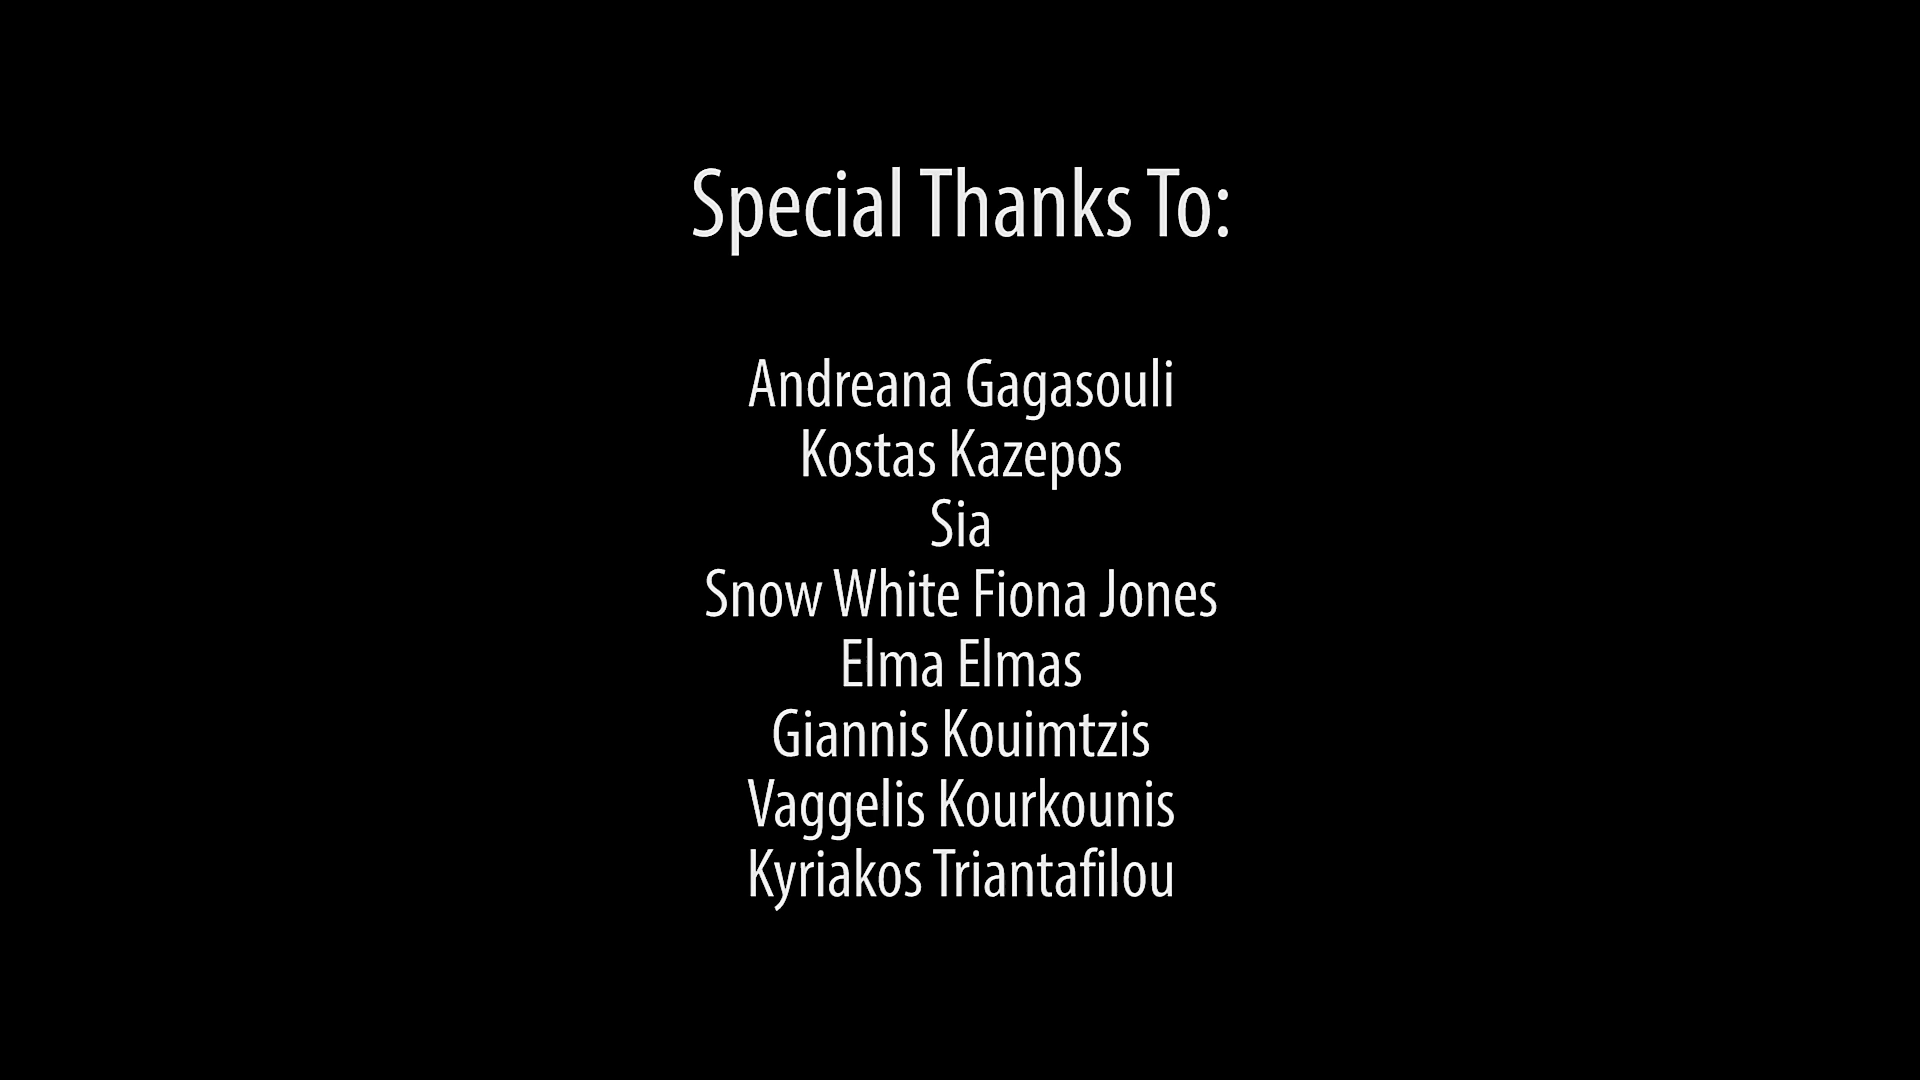 Special Thanks To:
Andreana Gagasouli
Kostas Kazepos
Sia
Snow White Fiona Jones
Elma Elmas
Giannis Kouimtzis
Vaggelis Kourkounis
Kyriakos Triantafilou